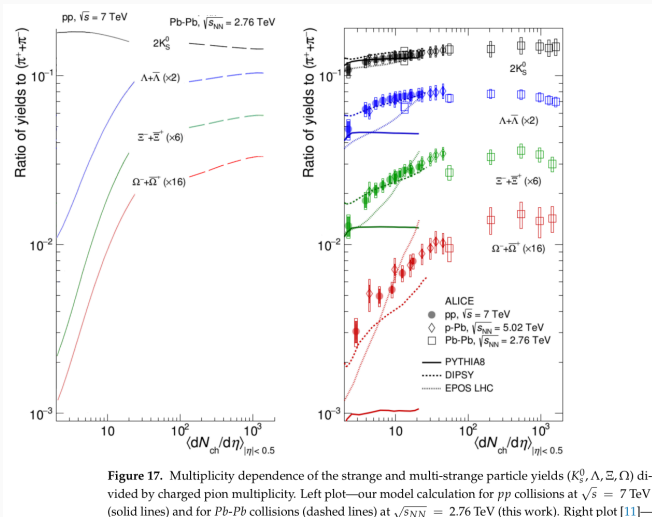 pp, √s = 7 TeV
Pb-Pb, √sNN = 2.76 TeV
2K⁰S
Λ+Λ̅ (×2)
Ξ⁻+Ξ̅⁺ (×6)
Ω⁻+Ω̅⁺ (×16)
Ratio of yields to (π⁺+π⁻)
10⁻¹
10⁻²
10⁻³
10
10²
10³
⟨dNch/dη⟩|η|< 0.5
Ratio of yields to (π⁺+π⁻)
10⁻¹
10⁻²
10⁻³
2K⁰S
Λ+Λ̅ (×2)
Ξ⁻+Ξ̅⁺ (×6)
Ω⁻+Ω̅⁺ (×16)
ALICE
pp, √s = 7 TeV
p-Pb, √sNN = 5.02 TeV
Pb-Pb, √sNN = 2.76 TeV
PYTHIA8
DIPSY
EPOS LHC
10
10²
10³
⟨dNch/dη⟩|η|< 0.5
Figure 17. Multiplicity dependence of the strange and multi-strange particle yields (K⁰S, Λ, Ξ, Ω) di-
vided by charged pion multiplicity. Left plot—our model calculation for pp collisions at √s = 7 TeV
(solid lines) and for Pb-Pb collisions (dashed lines) at √sNN = 2.76 TeV (this work). Right plot [11]—